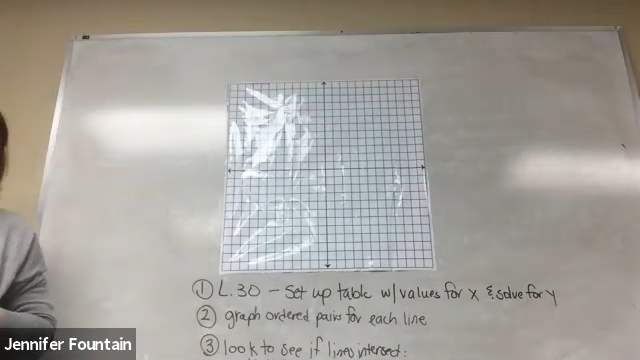 ① L.30 - Set up table w/ values for x & solve for y
② graph ordered pairs for each line
③ look to see if lines intersect:
Jennifer Fountain